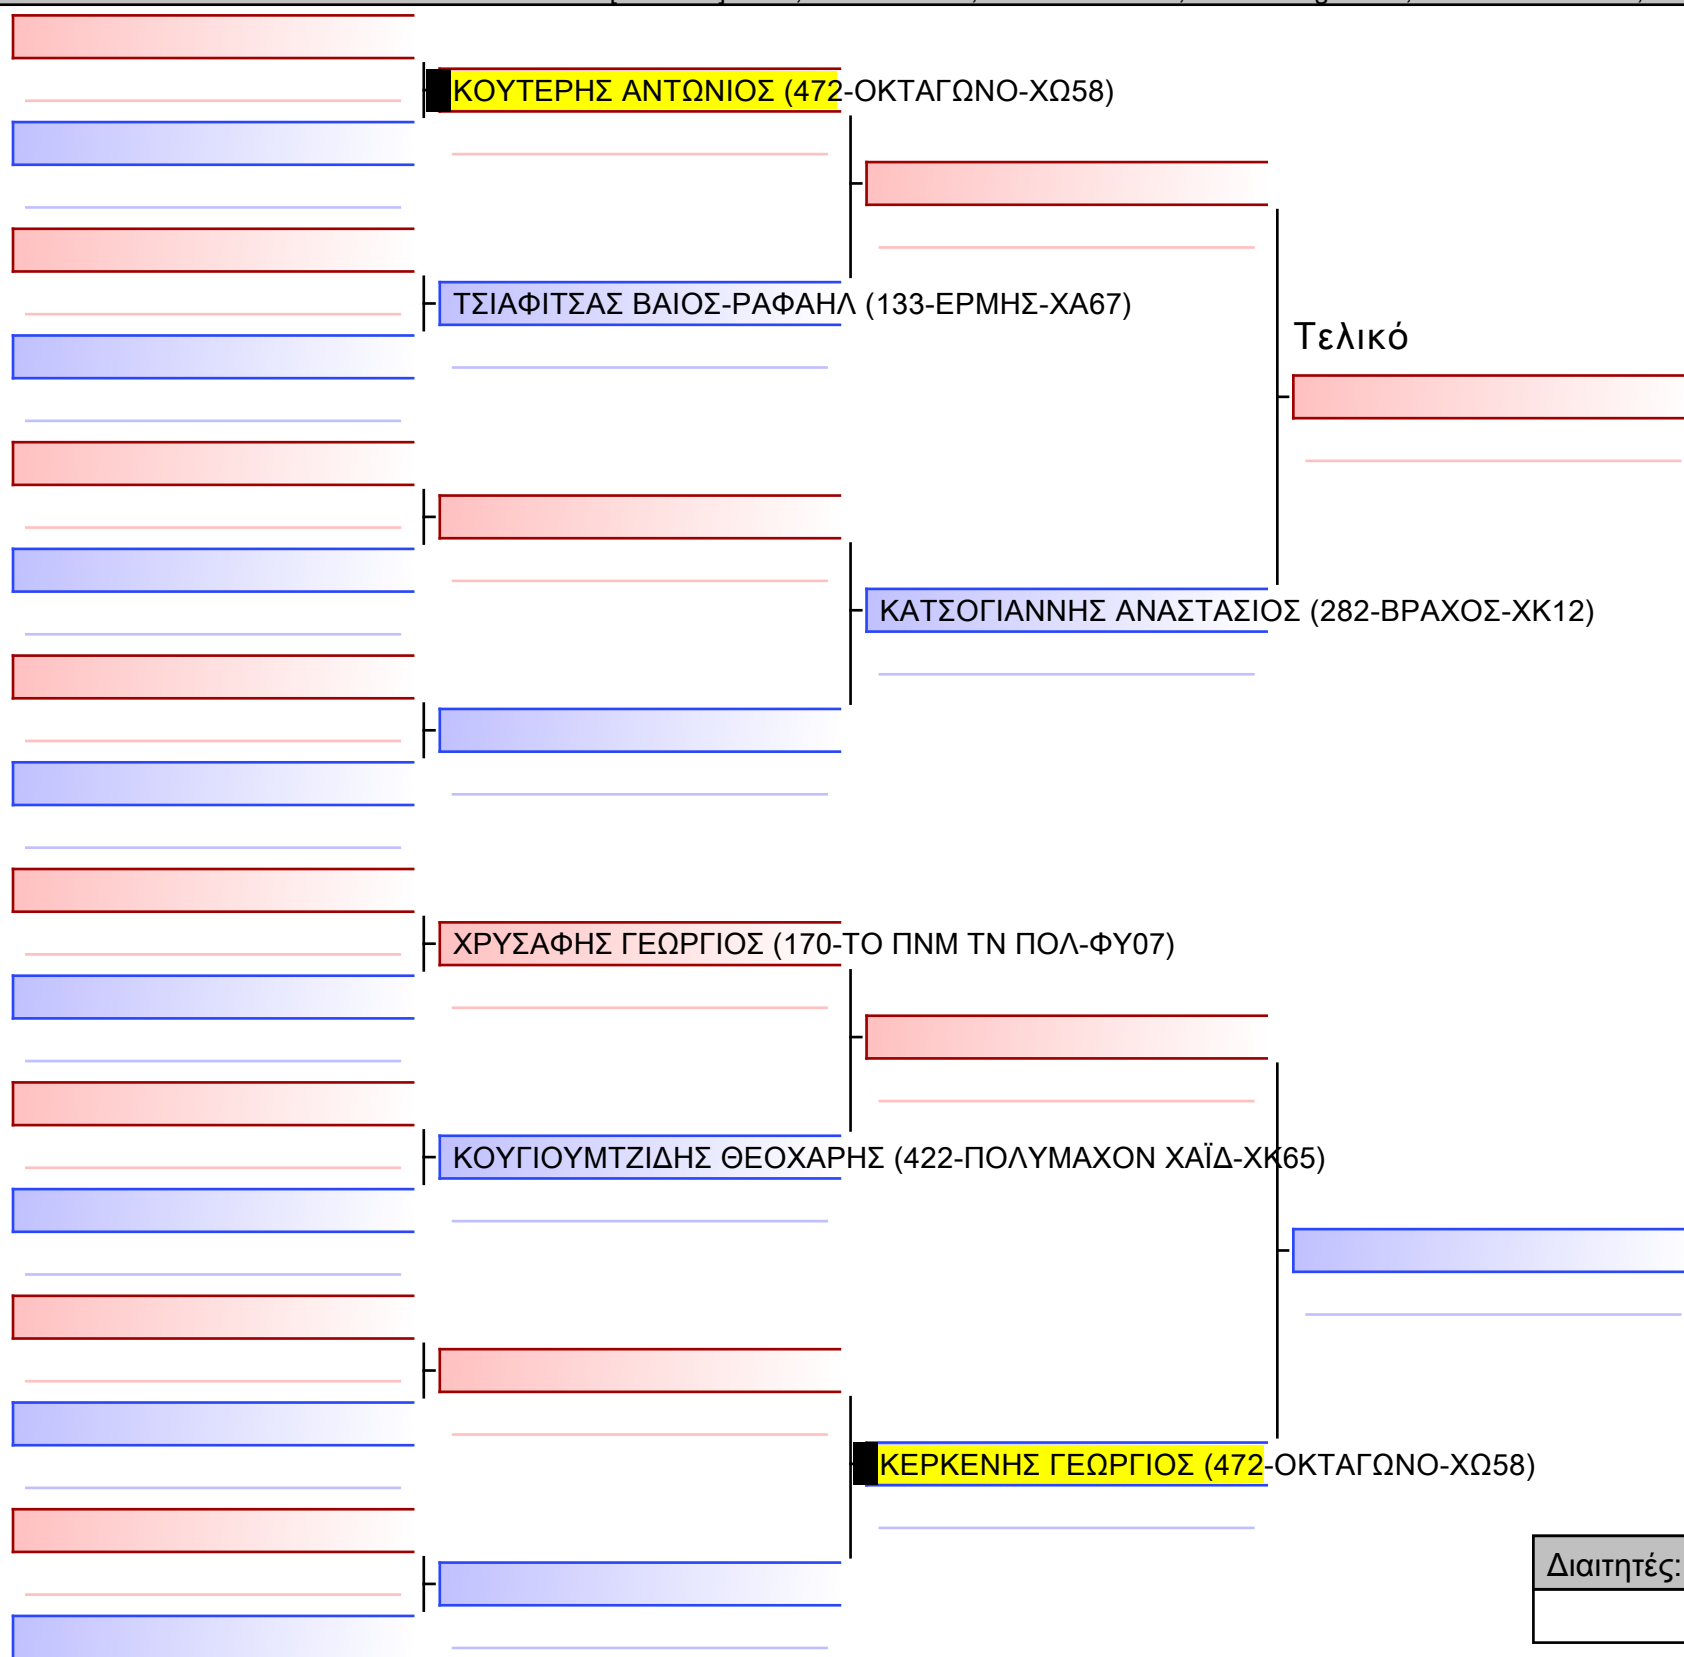 ΚΟΥΤΕΡΗΣ ΑΝΤΩΝΙΟΣ (472-ΟΚΤΑΓΩΝΟ-ΧΩ58)
ΤΣΙΑΦΙΤΣΑΣ ΒΑΙΟΣ-ΡΑΦΑΗΛ (133-ΕΡΜΗΣ-ΧΑ67)
Τελικό
ΚΑΤΣΟΓΙΑΝΝΗΣ ΑΝΑΣΤΑΣΙΟΣ (282-ΒΡΑΧΟΣ-ΧΚ12)
ΧΡΥΣΑΦΗΣ ΓΕΩΡΓΙΟΣ (170-ΤΟ ΠΝΜ ΤΝ ΠΟΛ-ΦΥ07)
ΚΟΥΓΙΟΥΜΤΖΙΔΗΣ ΘΕΟΧΑΡΗΣ (422-ΠΟΛΥΜΑΧΟΝ ΧΑΪΔ-ΧΚ65)
ΚΕΡΚΕΝΗΣ ΓΕΩΡΓΙΟΣ (472-ΟΚΤΑΓΩΝΟ-ΧΩ58)
Διαιτητές: